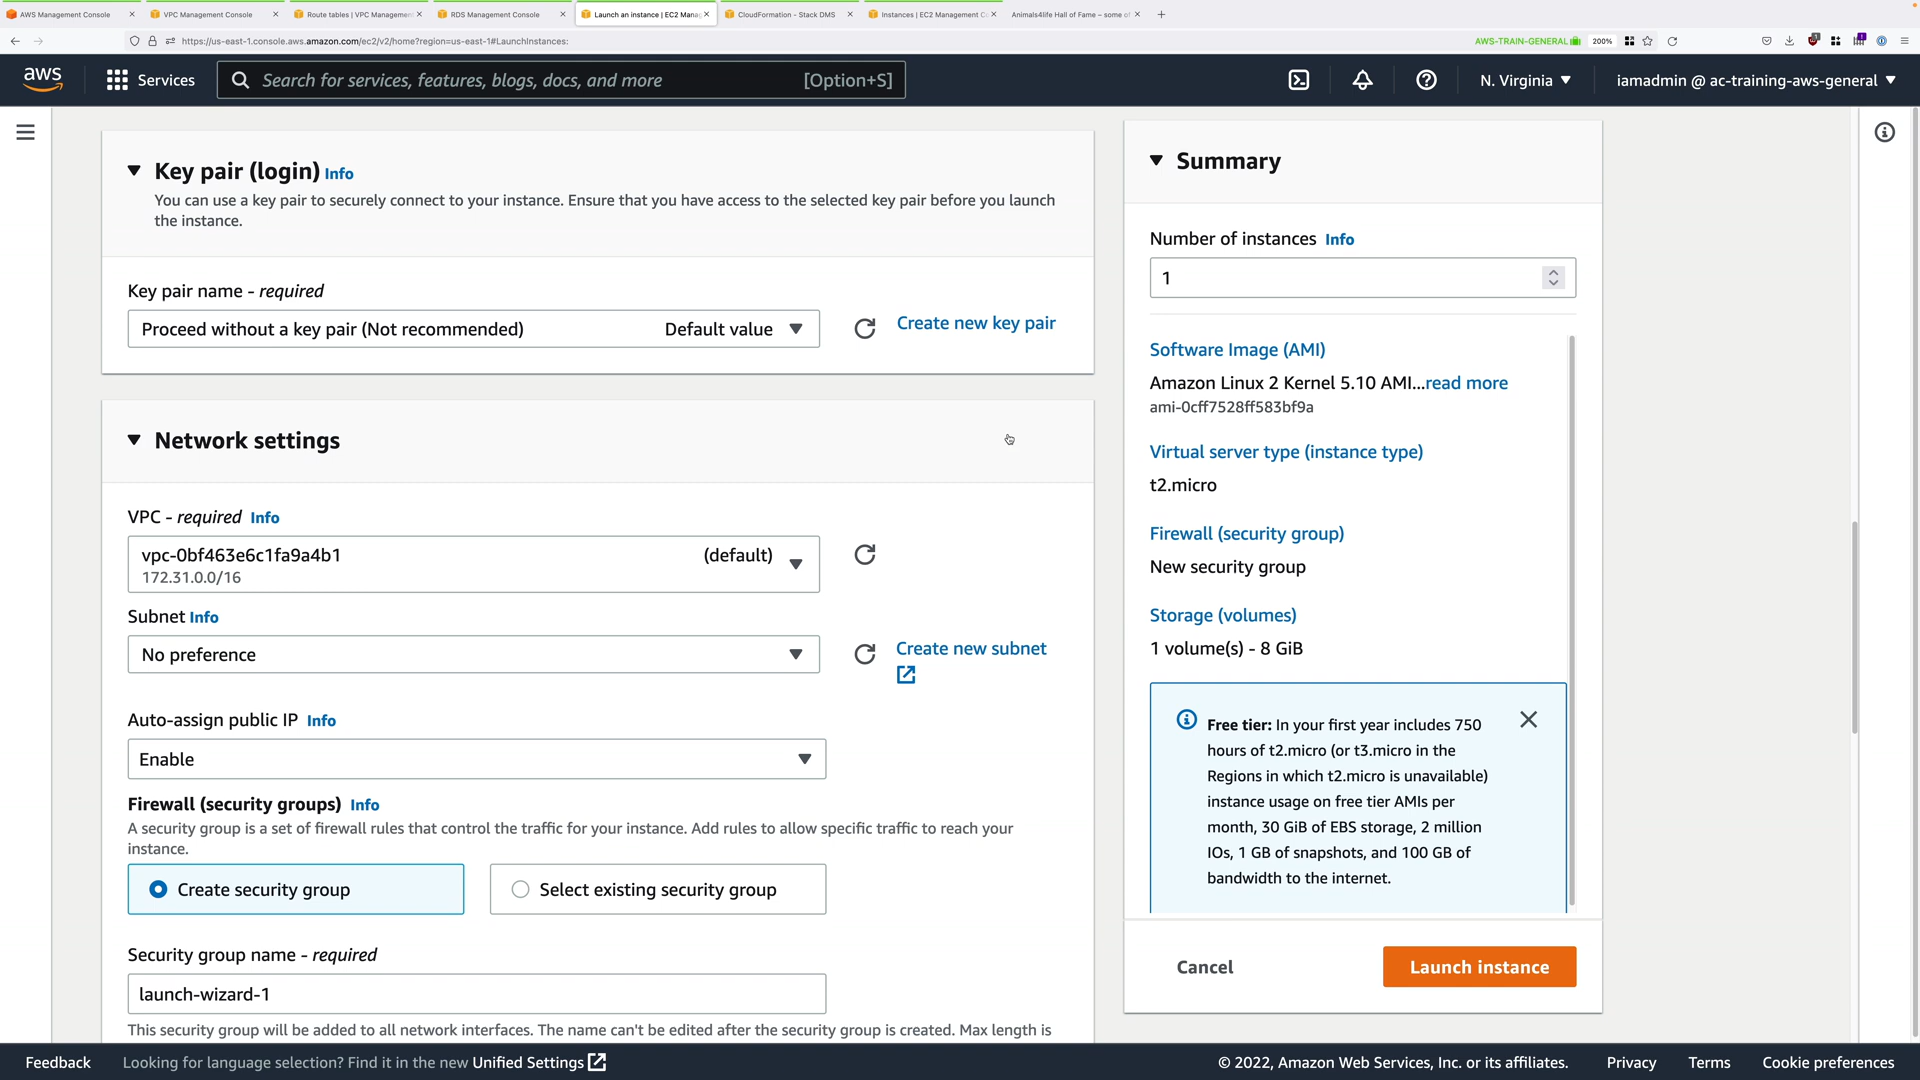 AWS Management Console
VPC Management Console
Route tables | VPC Managemen
RDS Management Console
Launch an instance | EC2 Manag
CloudFormation - Stack DMS
Instances | EC2 Management C
Animals4life Hall of Fame – some of
https://us-east-1.console.aws.amazon.com/ec2/v2/home?region=us-east-1#LaunchInstances:
AWS-TRAIN-GENERAL
200%
aws
Services
Search for services, features, blogs, docs, and more
[Option+S]
N. Virginia
iamadmin @ ac-training-aws-general
Key pair (login) Info
You can use a key pair to securely connect to your instance. Ensure that you have access to the selected key pair before you launch
the instance.
Key pair name - required
Proceed without a key pair (Not recommended)
Default value
Create new key pair
Network settings
VPC - required Info
vpc-0bf463e6c1fa9a4b1
(default)
172.31.0.0/16
Subnet Info
No preference
Create new subnet
Auto-assign public IP Info
Enable
Firewall (security groups) Info
A security group is a set of firewall rules that control the traffic for your instance. Add rules to allow specific traffic to reach your
instance.
Create security group
Select existing security group
Security group name - required
launch-wizard-1
This security group will be added to all network interfaces. The name can't be edited after the security group is created. Max length is
Summary
Number of instances Info
1
Software Image (AMI)
Amazon Linux 2 Kernel 5.10 AMI...read more
ami-0cff7528ff583bf9a
Virtual server type (instance type)
t2.micro
Firewall (security group)
New security group
Storage (volumes)
1 volume(s) - 8 GiB
Free tier: In your first year includes 750
hours of t2.micro (or t3.micro in the
Regions in which t2.micro is unavailable)
instance usage on free tier AMIs per
month, 30 GiB of EBS storage, 2 million
IOs, 1 GB of snapshots, and 100 GB of
bandwidth to the internet.
Cancel
Launch instance
Feedback
Looking for language selection? Find it in the new Unified Settings
© 2022, Amazon Web Services, Inc. or its affiliates.
Privacy
Terms
Cookie preferences